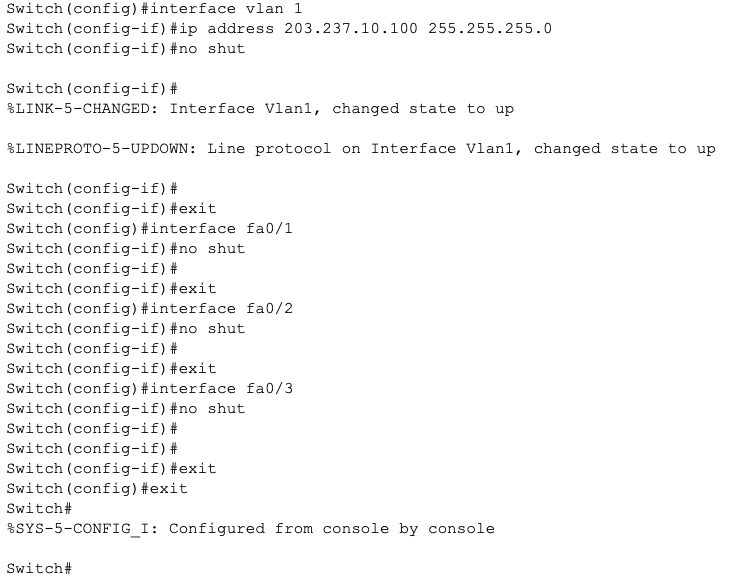 Switch(config)#interface vlan 1
Switch(config-if)#ip address 203.237.10.100 255.255.255.0
Switch(config-if)#no shut
Switch(config-if)#
%LINK-5-CHANGED: Interface Vlan1, changed state to up
%LINEPROTO-5-UPDOWN: Line protocol on Interface Vlan1, changed state to up
Switch(config-if)#
Switch(config-if)#exit
Switch(config)#interface fa0/1
Switch(config-if)#no shut
Switch(config-if)#
Switch(config-if)#exit
Switch(config)#interface fa0/2
Switch(config-if)#no shut
Switch(config-if)#
Switch(config-if)#exit
Switch(config)#interface fa0/3
Switch(config-if)#no shut
Switch(config-if)#
Switch(config-if)#
Switch(config-if)#exit
Switch(config)#exit
Switch#
%SYS-5-CONFIG_I: Configured from console by console
Switch#